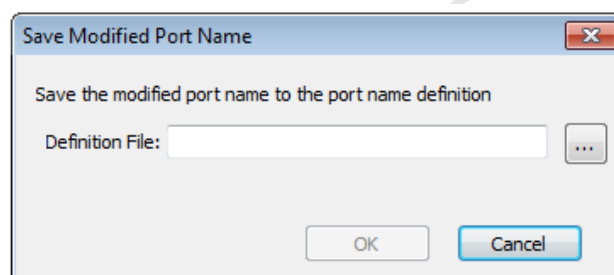 Save Modified Port Name
Save the modified port name to the port name definition
Definition File:
...
OK
Cancel